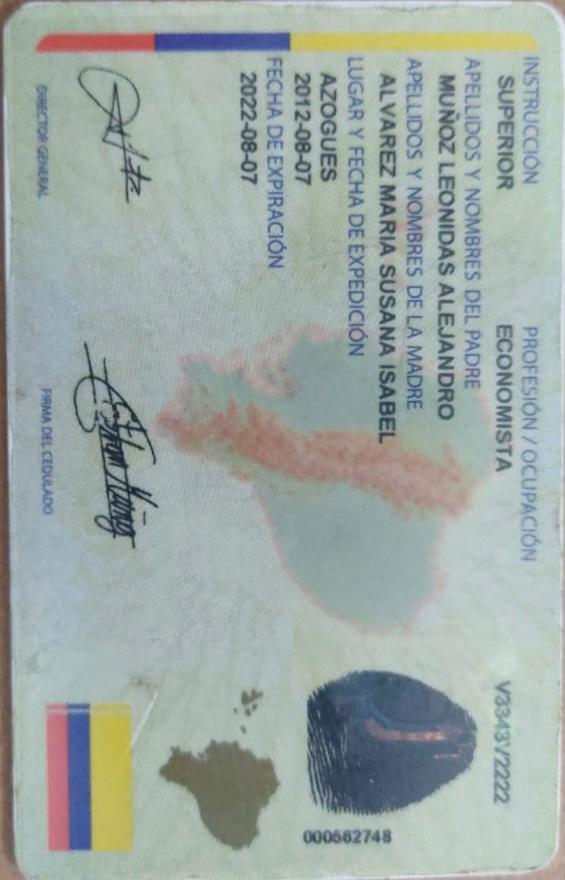 INSTRUCCIÓN
SUPERIOR
PROFESIÓN / OCUPACIÓN
ECONOMISTA
V3343V2222
APELLIDOS Y NOMBRES DEL PADRE
MUÑOZ LEONIDAS ALEJANDRO
APELLIDOS Y NOMBRES DE LA MADRE
ALVAREZ MARIA SUSANA ISABEL
LUGAR Y FECHA DE EXPEDICIÓN
AZOGUES
2012-08-07
FECHA DE EXPIRACIÓN
2022-08-07
000562748
DIRECTOR GENERAL
FIRMA DEL CEDULADO